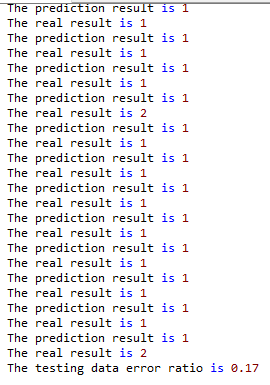 The prediction result is 1
The real result is 1
The prediction result is 1
The real result is 1
The prediction result is 1
The real result is 1
The prediction result is 1
The real result is 2
The prediction result is 1
The real result is 1
The prediction result is 1
The real result is 1
The prediction result is 1
The real result is 1
The prediction result is 1
The real result is 1
The prediction result is 1
The real result is 1
The prediction result is 1
The real result is 1
The prediction result is 1
The real result is 1
The prediction result is 1
The real result is 2
The testing data error ratio is 0.17